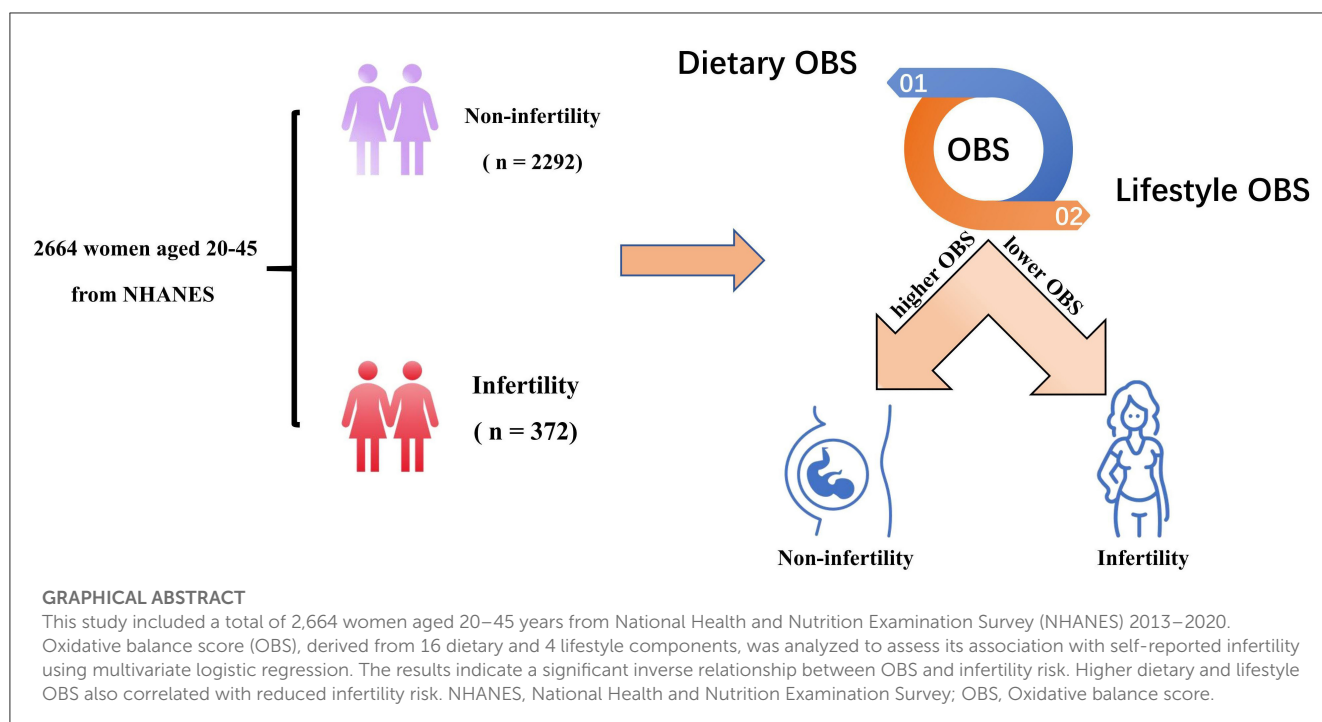 Dietary OBS
01
OBS
Lifestyle OBS
02
Non-infertility
( n = 2292)
2664 women aged 20-45
from NHANES
Infertility
( n = 372)
higher OBS
lower OBS
Non-infertility
Infertility
GRAPHICAL ABSTRACT
This study included a total of 2,664 women aged 20–45 years from National Health and Nutrition Examination Survey (NHANES) 2013–2020.
Oxidative balance score (OBS), derived from 16 dietary and 4 lifestyle components, was analyzed to assess its association with self-reported infertility
using multivariate logistic regression. The results indicate a significant inverse relationship between OBS and infertility risk. Higher dietary and lifestyle
OBS also correlated with reduced infertility risk. NHANES, National Health and Nutrition Examination Survey; OBS, Oxidative balance score.